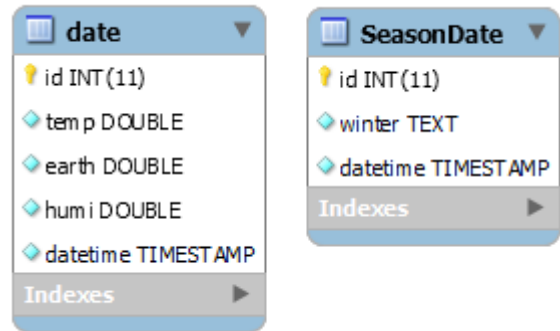 date
id INT(11)
temp DOUBLE
earth DOUBLE
humi DOUBLE
datetime TIMESTAMP
Indexes
SeasonDate
id INT(11)
winter TEXT
datetime TIMESTAMP
Indexes